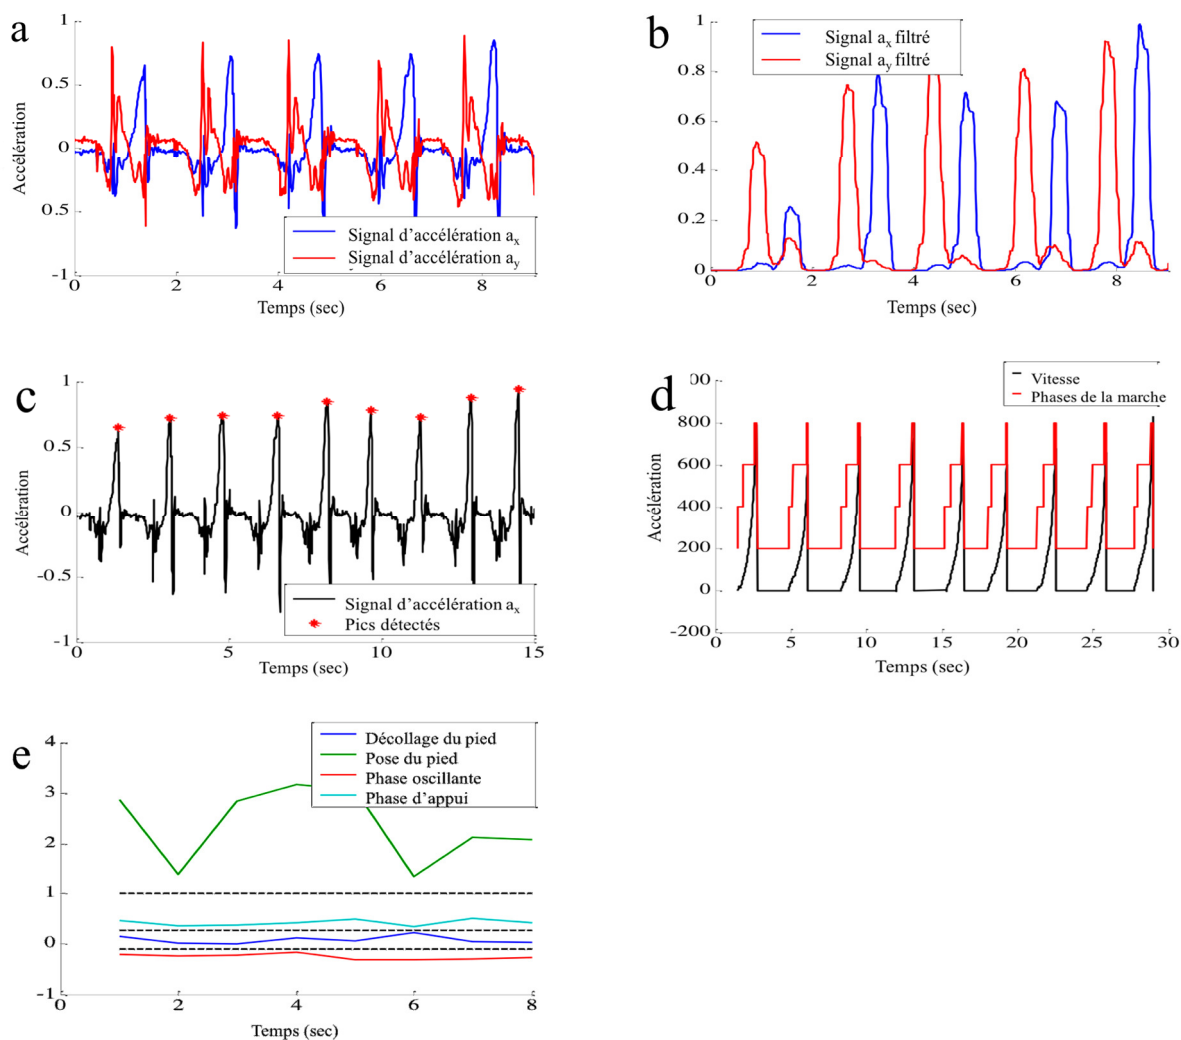 a
1
0.5
0
0.5
-1
0
2
4
6
8
Accélération
Temps (sec)
Signal d’accélération ax
Signal d’accélération ay
b
1
0.8
0.6
0.4
0.2
0
0
2
4
6
8
Temps (sec)
Signal ax filtré
Signal ay filtré
c
1
0.5
0
-0.5
-1
0
5
10
15
Accélération
Temps (sec)
Signal d’accélération ax
Pics détectés
d
00
800
600
400
200
0
-200
0
5
10
15
20
25
30
Accélération
Temps (sec)
Vitesse
Phases de la marche
e
4
3
2
1
0
-1
0
2
4
6
8
Temps (sec)
Décollage du pied
Pose du pied
Phase oscillante
Phase d’appui